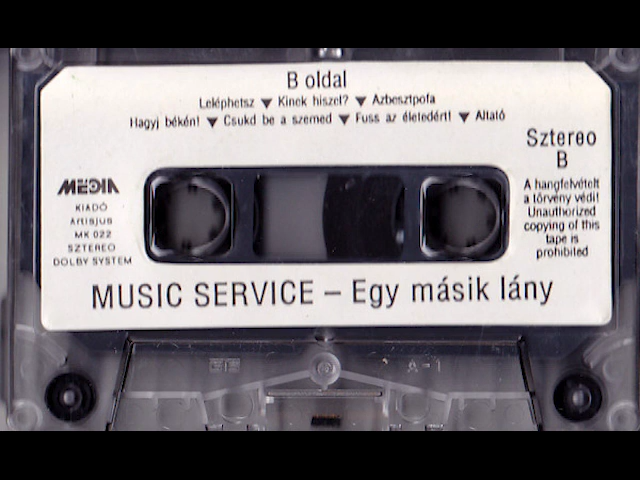 B oldal
Leléphetsz ▼ Kinek hiszel? ▼ Azbesztpofa
Hagyj békén! ▼ Csukd be a szemed ▼ Fuss az életedért! ▼ Altató
Sztereo
B
MEDIA
KIADÓ
Artisjus
MK 022
SZTEREO
DOLBY SYSTEM
A hangfelvételt
a törvény védi!
Unauthorized
copying of this
tape is
prohibited
MUSIC SERVICE – Egy másik lány
A-1